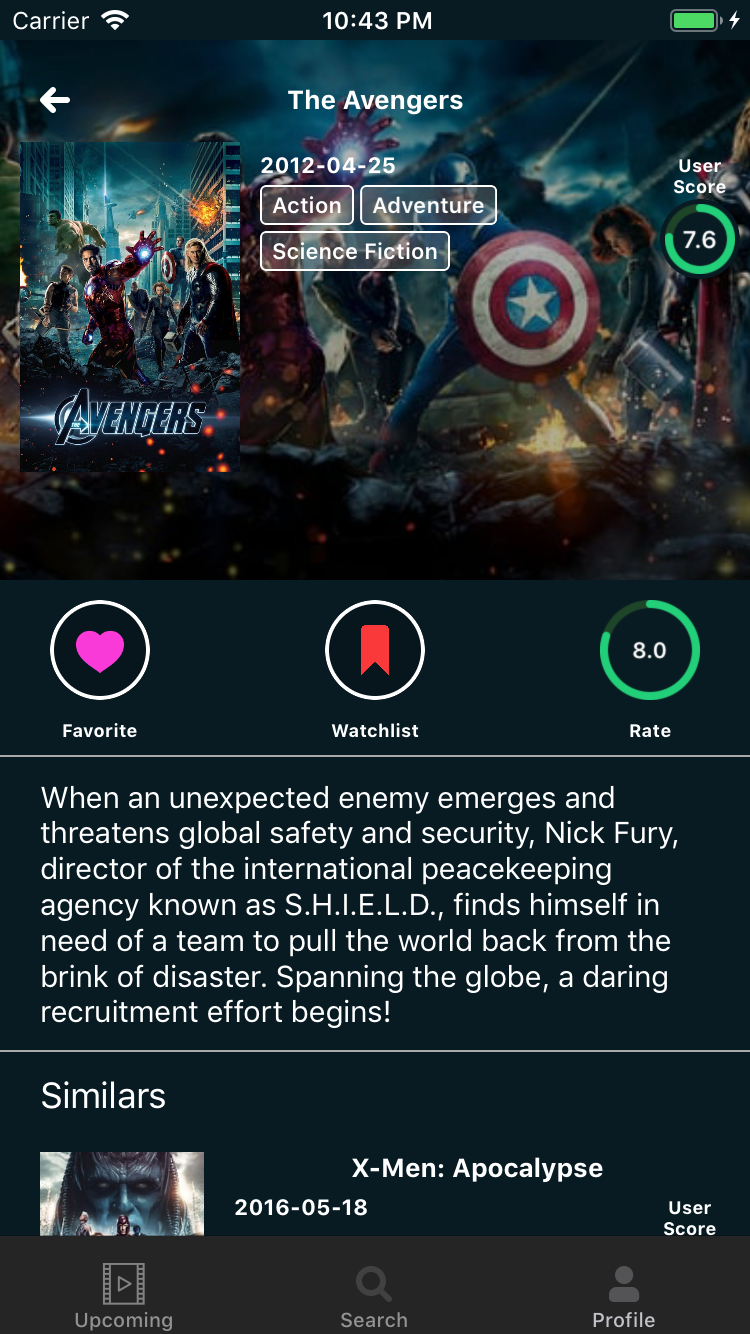 Carrier 10:43 PM
The Avengers
2012-04-25
User
Score
Action Adventure
7.6
Science Fiction
AVENGERS
8.0
Favorite Watchlist Rate
When an unexpected enemy emerges and
threatens global safety and security, Nick Fury,
director of the international peacekeeping
agency known as S.H.I.E.L.D., finds himself in
need of a team to pull the world back from the
brink of disaster. Spanning the globe, a daring
recruitment effort begins!
Similars
X-Men: Apocalypse
2016-05-18
User
Score
Upcoming Search Profile